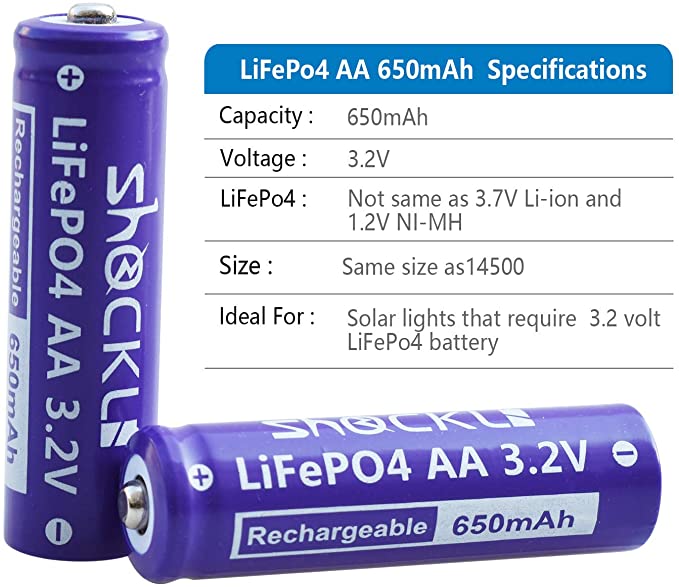 +
ShOCKLI
LiFePO4 AA 3.2V
Rechargeable 650mAh
-
LiFePo4 AA 650mAh Specifications
Capacity : 650mAh
Voltage : 3.2V
LiFePo4 : Not same as 3.7V Li-ion and
1.2V NI-MH
Size : Same size as14500
Ideal For : Solar lights that require 3.2 volt
LiFePo4 battery
ShOCKLI
+ LiFePO4 AA 3.2V -
Rechargeable 650mAh